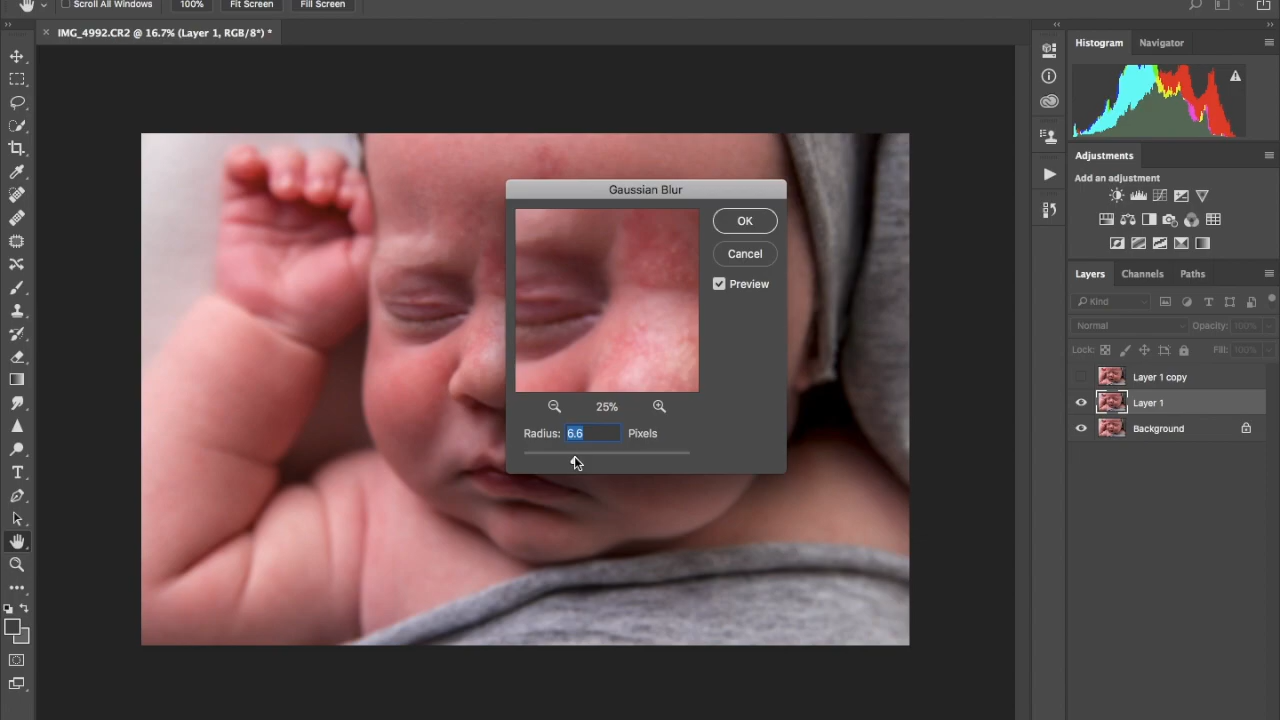 Scroll All Windows
100%
Fit Screen
Fill Screen
IMG_4992.CR2 @ 16.7% (Layer 1, RGB/8*) *
Histogram
Navigator
Adjustments
Add an adjustment
Gaussian Blur
OK
Cancel
Preview
25%
Radius: 6.6 Pixels
Layers
Channels
Paths
Kind
Normal
Opacity: 100%
Lock:
Fill: 100%
Layer 1 copy
Layer 1
Background